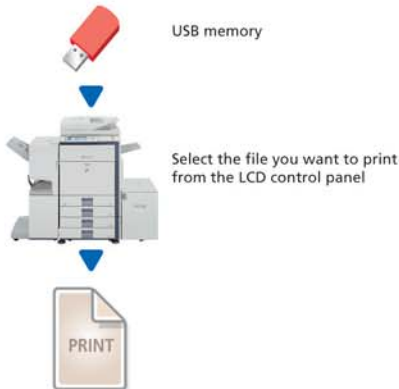 USB memory
Select the file you want to print
from the LCD control panel
PRINT